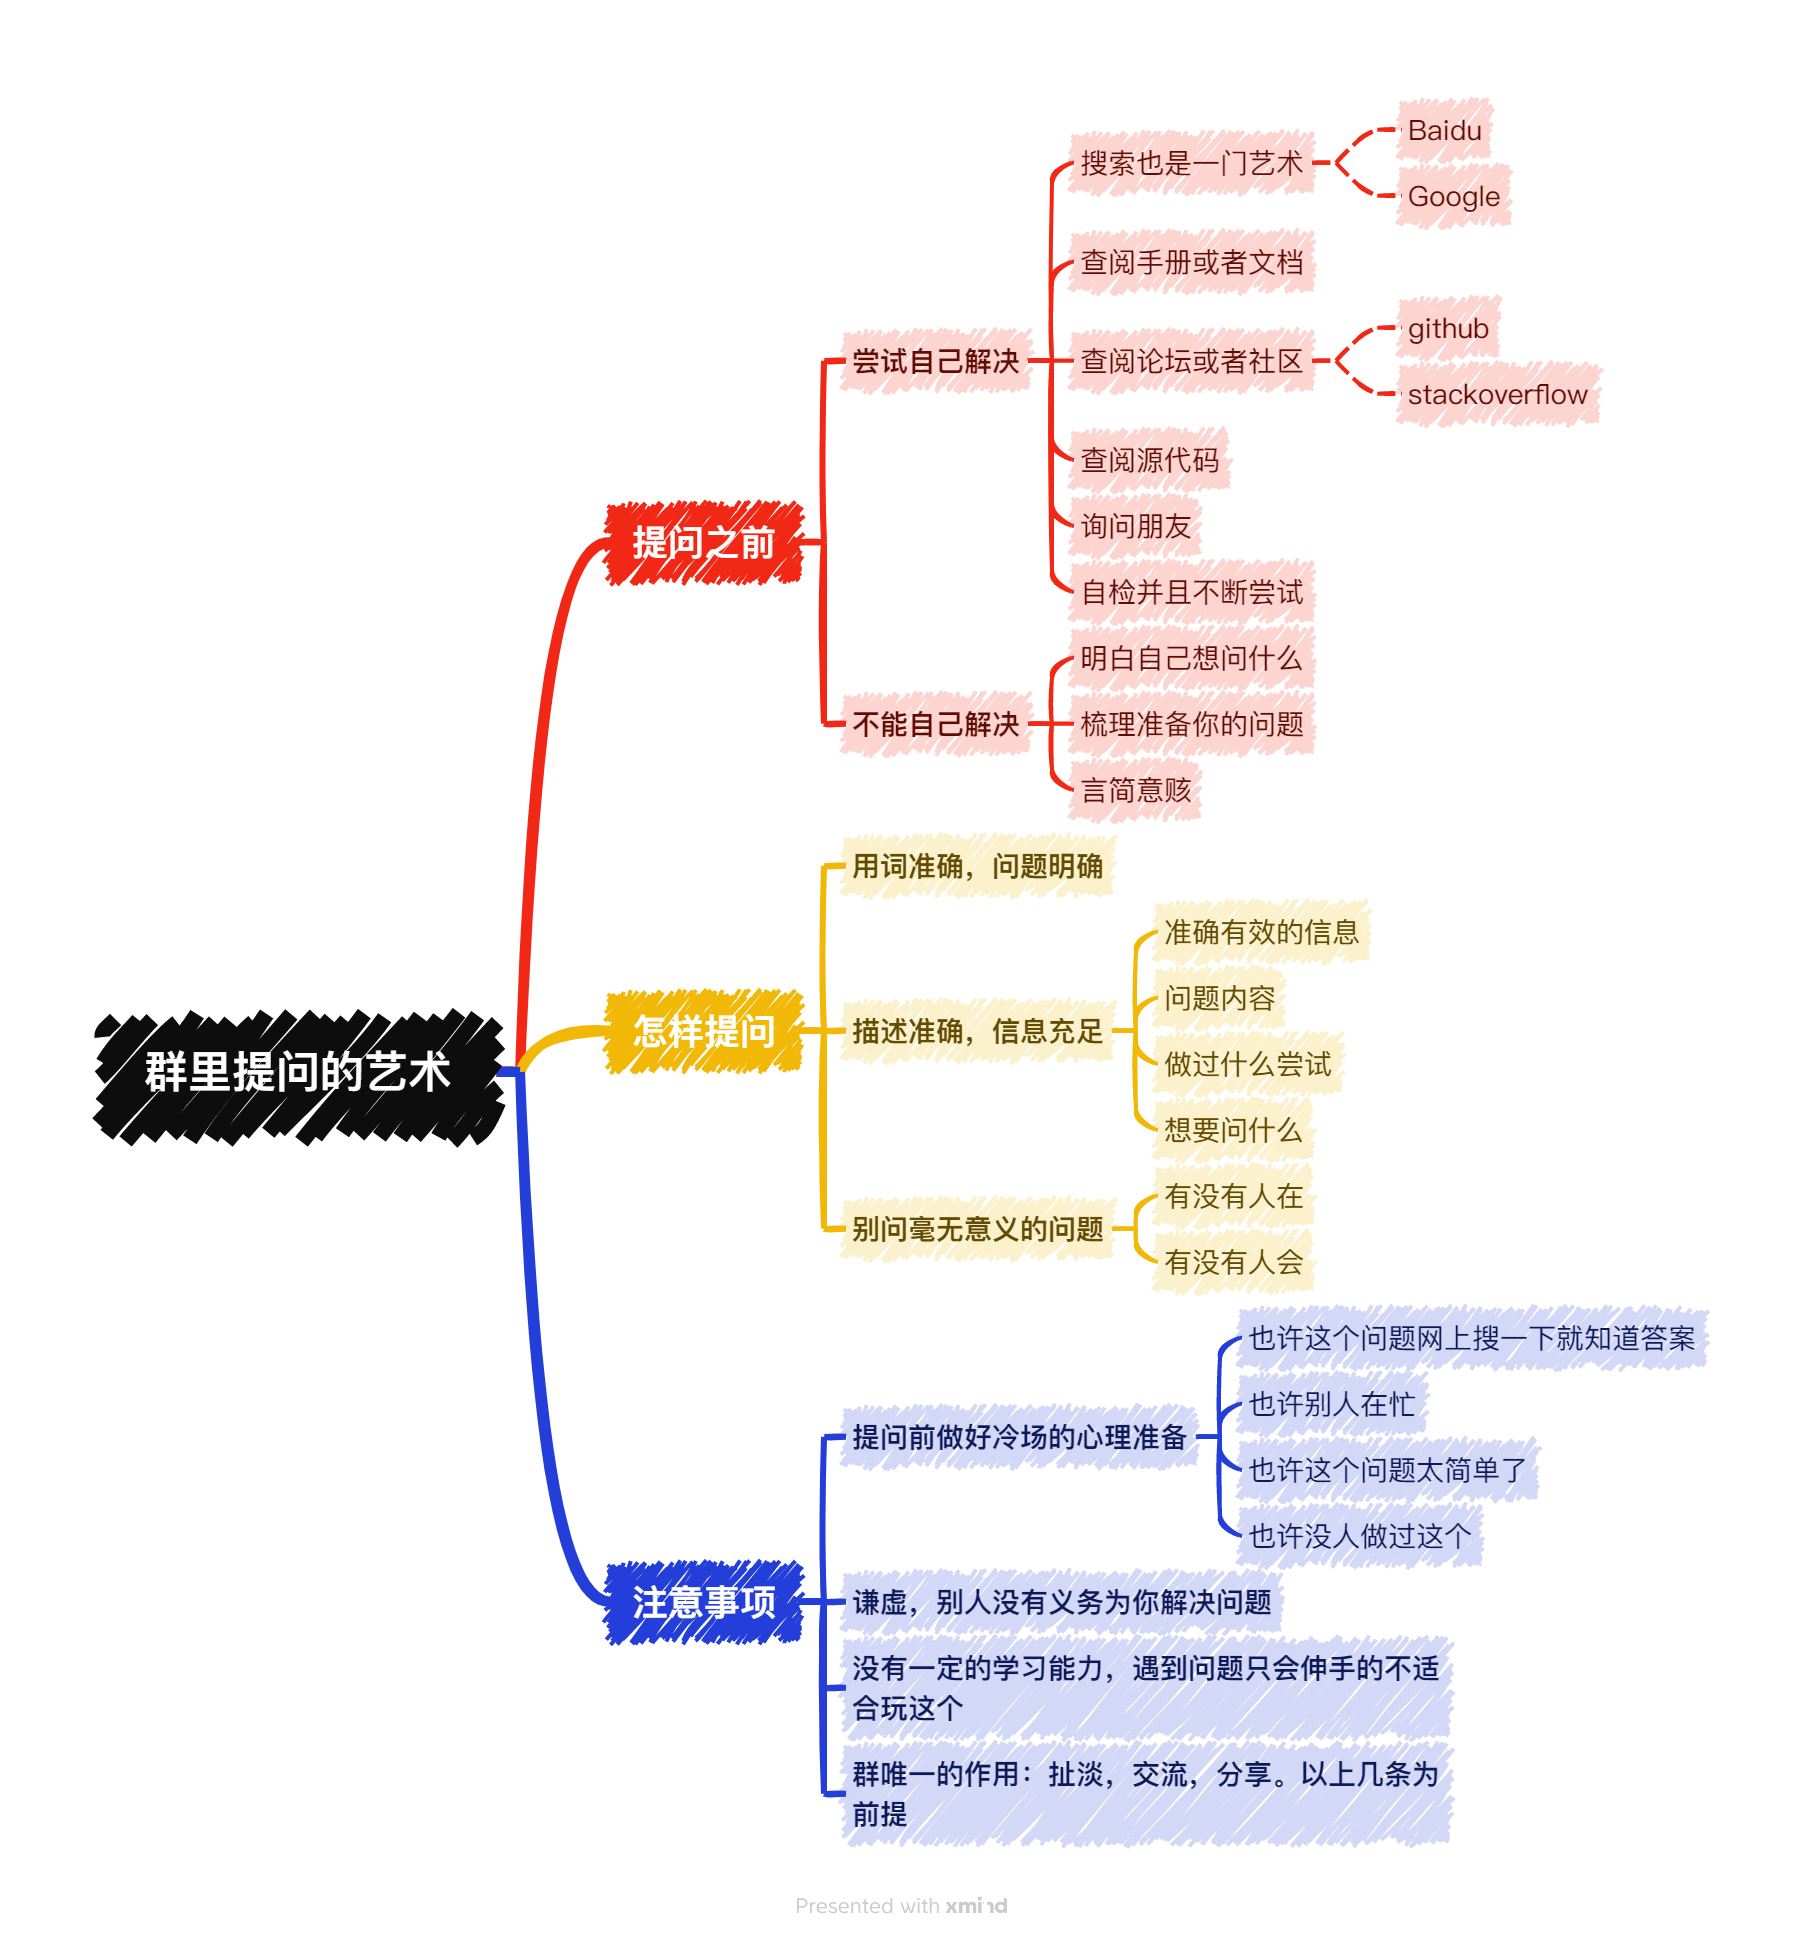 群里提问的艺术
提问之前
尝试自己解决
搜索也是一门艺术
Baidu
Google
查阅手册或者文档
查阅论坛或者社区
github
stackoverflow
查阅源代码
询问朋友
自检并且不断尝试
不能自己解决
明白自己想问什么
梳理准备你的问题
言简意赅
怎样提问
用词准确，问题明确
描述准确，信息充足
准确有效的信息
问题内容
做过什么尝试
想要问什么
别问毫无意义的问题
有没有人在
有没有人会
注意事项
提问前做好冷场的心理准备
也许这个问题网上搜一下就知道答案
也许别人在忙
也许这个问题太简单了
也许没人做过这个
谦虚，别人没有义务为你解决问题
没有一定的学习能力，遇到问题只会伸手的不适
合玩这个
群唯一的作用：扯淡，交流，分享。以上几条为
前提
Presented with xmind